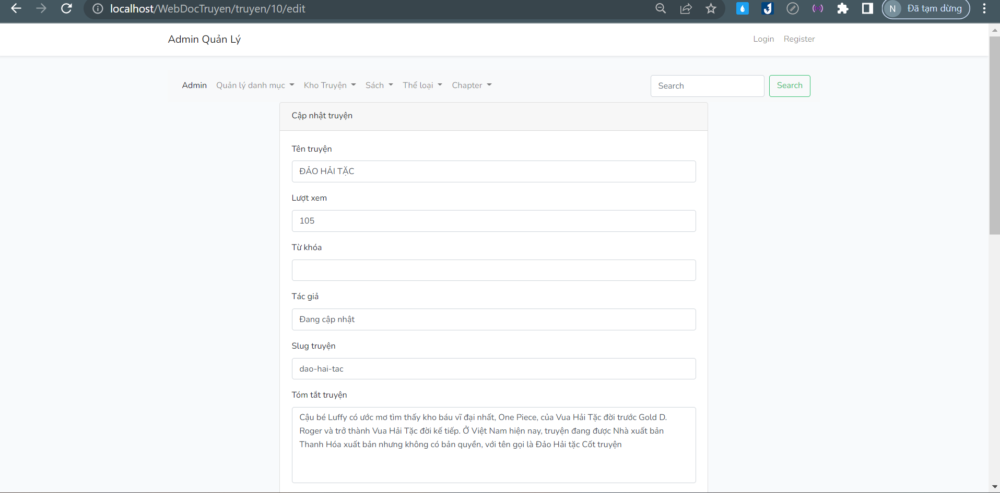 localhost/WebDocTruyen/truyen/10/edit
N Đã tạm dừng
Admin Quản Lý
Login Register
Admin Quản lý danh mục Kho Truyện Sách Thể loại Chapter Search Search
Cập nhật truyện
Tên truyện
ĐẢO HẢI TẶC
Lượt xem
105
Từ khóa
Tác giả
Đang cập nhật
Slug truyện
dao-hai-tac
Tóm tắt truyện
Cậu bé Luffy có ước mơ tìm thấy kho báu vĩ đại nhất, One Piece, của Vua Hải Tặc đời trước Gold D.
Roger và trở thành Vua Hải Tặc đời kế tiếp. Ở Việt Nam hiện nay, truyện đang được Nhà xuất bản
Thanh Hóa xuất bản nhưng không có bản quyền, với tên gọi là Đảo Hải tặc Cốt truyện